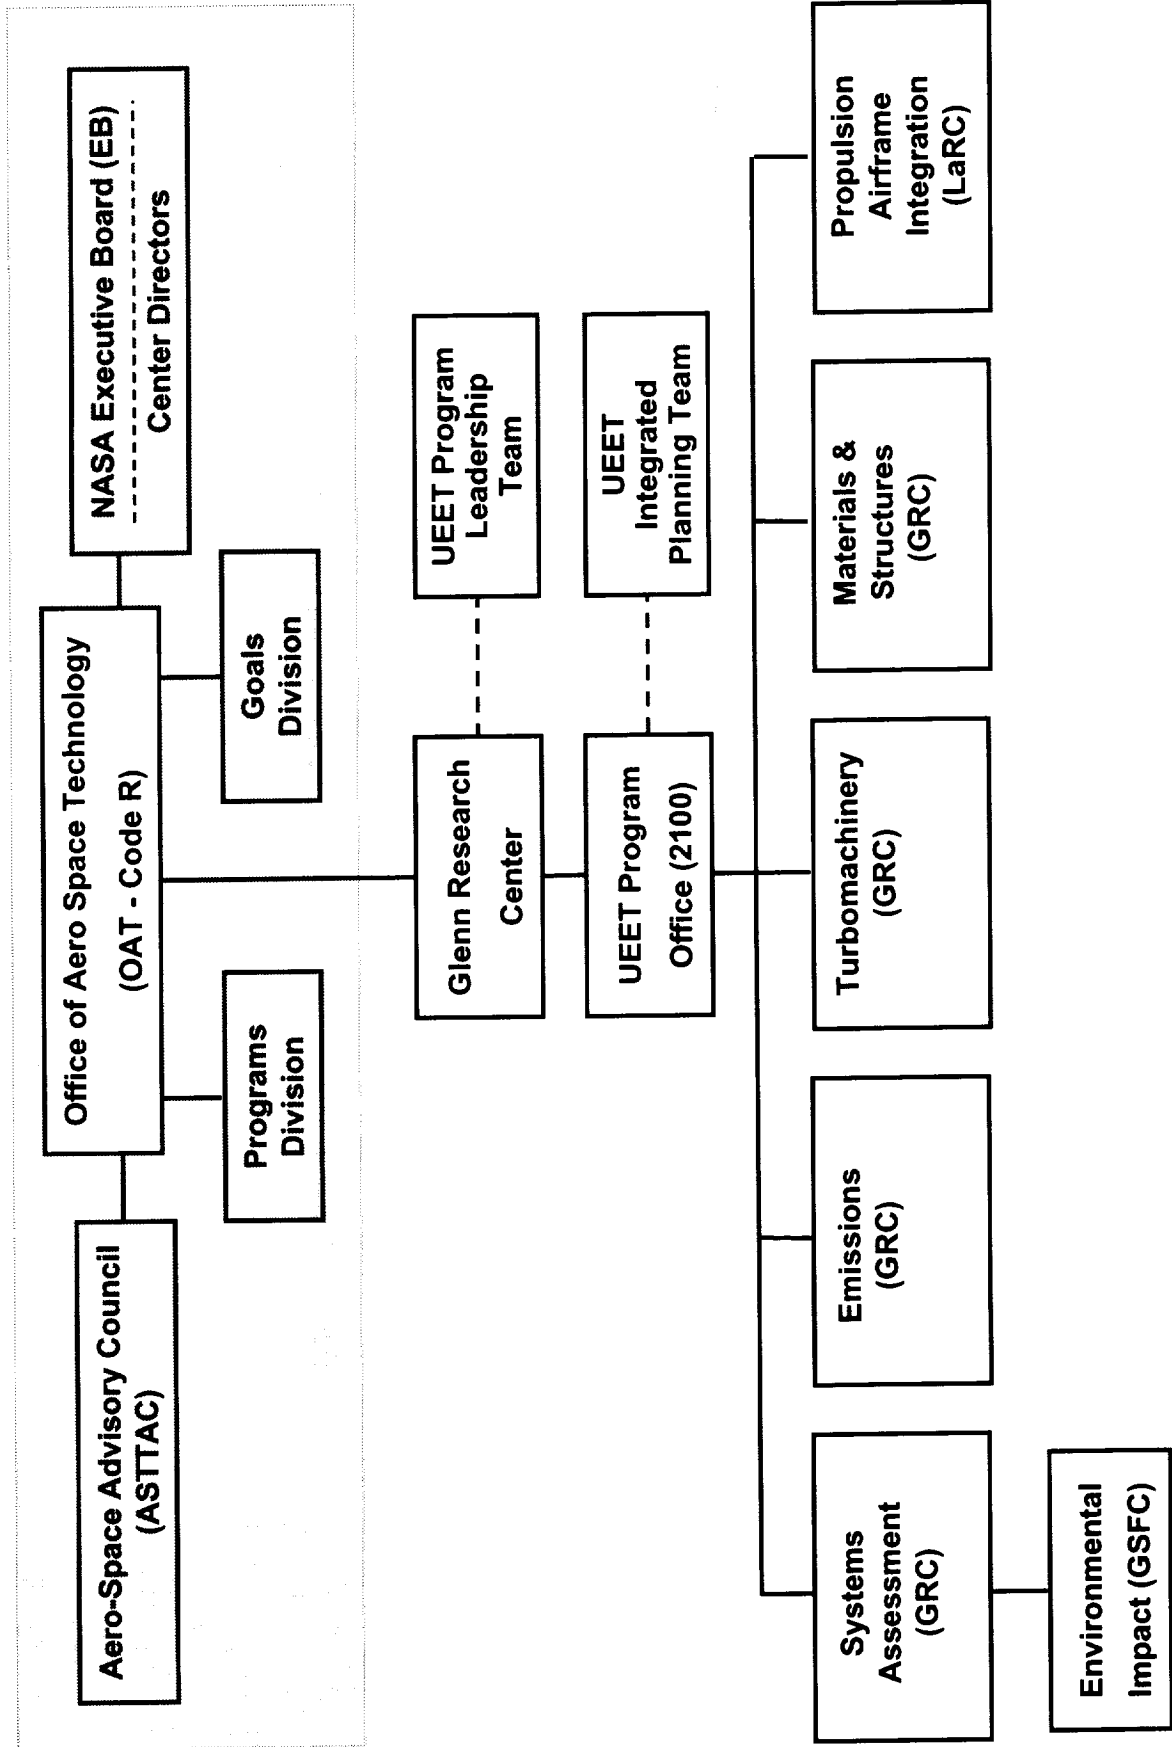 Aero-Space Advisory Council
(ASTTAC)
Office of Aero Space Technology
(OAT - Code R)
NASA Executive Board (EB)
Center Directors
Programs
Division
Goals
Division
Glenn Research
Center
UEET Program
Leadership
Team
UEET Program
Office (2100)
UEET
Integrated
Planning Team
Systems
Assessment
(GRC)
Emissions
(GRC)
Turbomachinery
(GRC)
Materials &
Structures
(GRC)
Propulsion
Airframe
Integration
(LaRC)
Environmental
Impact (GSFC)